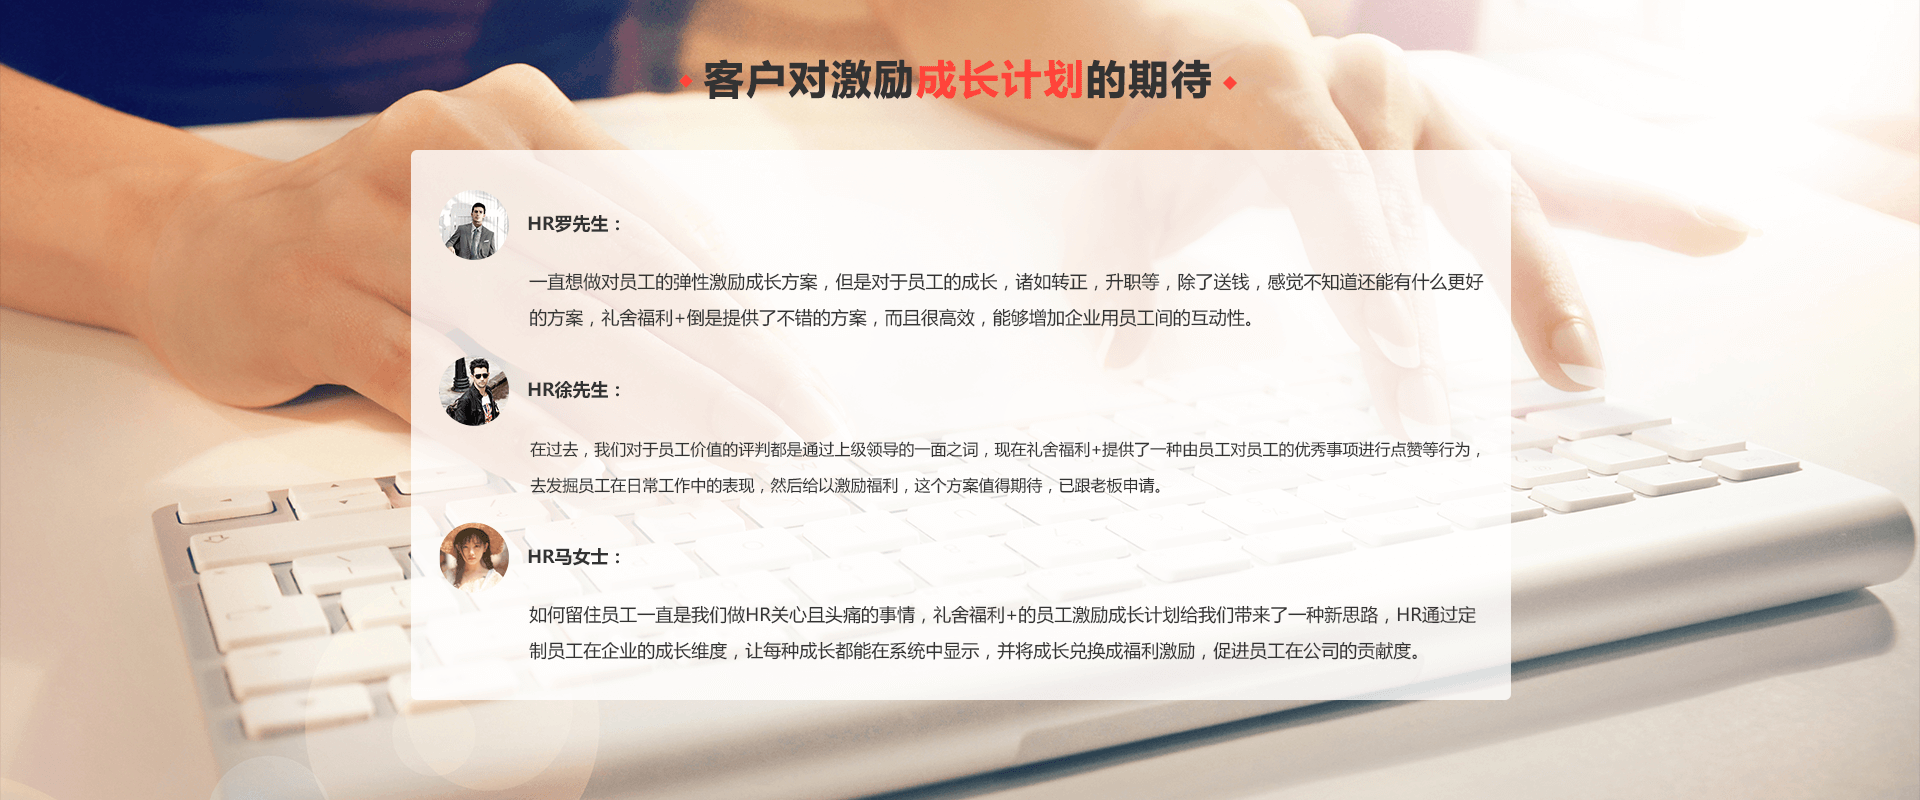 客户对激励成长计划的期待
HR罗先生：
一直想做对员工的弹性激励成长方案，但是对于员工的成长，诸如转正，升职等，除了送钱，感觉不知道还能有什么更好
的方案，礼舍福利+倒是提供了不错的方案，而且很高效，能够增加企业用员工间的互动性。
HR徐先生：
在过去，我们对于员工价值的评判都是通过上级领导的一面之词，现在礼舍福利+提供了一种由员工对员工的优秀事项进行点赞等行为，
去发掘员工在日常工作中的表现，然后给以激励福利，这个方案值得期待，已跟老板申请。
HR马女士：
如何留住员工一直是我们做HR关心且头痛的事情，礼舍福利+的员工激励成长计划给我们带来了一种新思路，HR通过定
制员工在企业的成长维度，让每种成长都能在系统中显示，并将成长兑换成福利激励，促进员工在公司的贡献度。